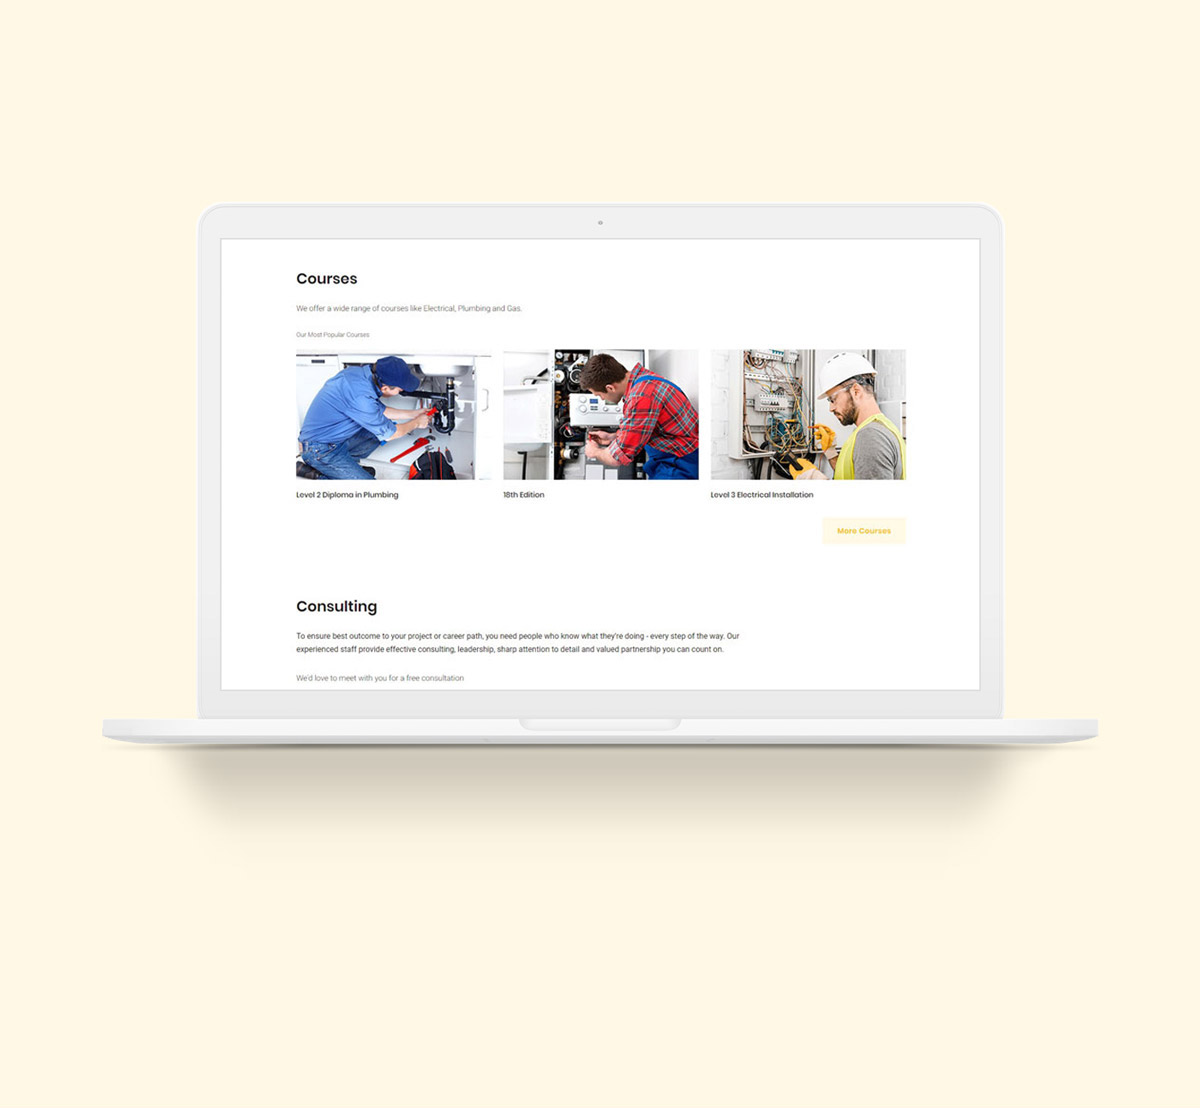 Courses
We offer a wide range of courses like Electrical, Plumbing and Gas.
Our Most Popular Courses
Level 2 Diploma in Plumbing
18th Edition
Level 3 Electrical Installation
More Courses
Consulting
To ensure best outcome to your project or career path, you need people who know what they're doing - every step of the way. Our
experienced staff provide effective consulting, leadership, sharp attention to detail and valued partnership you can count on.
We'd love to meet with you for a free consultation